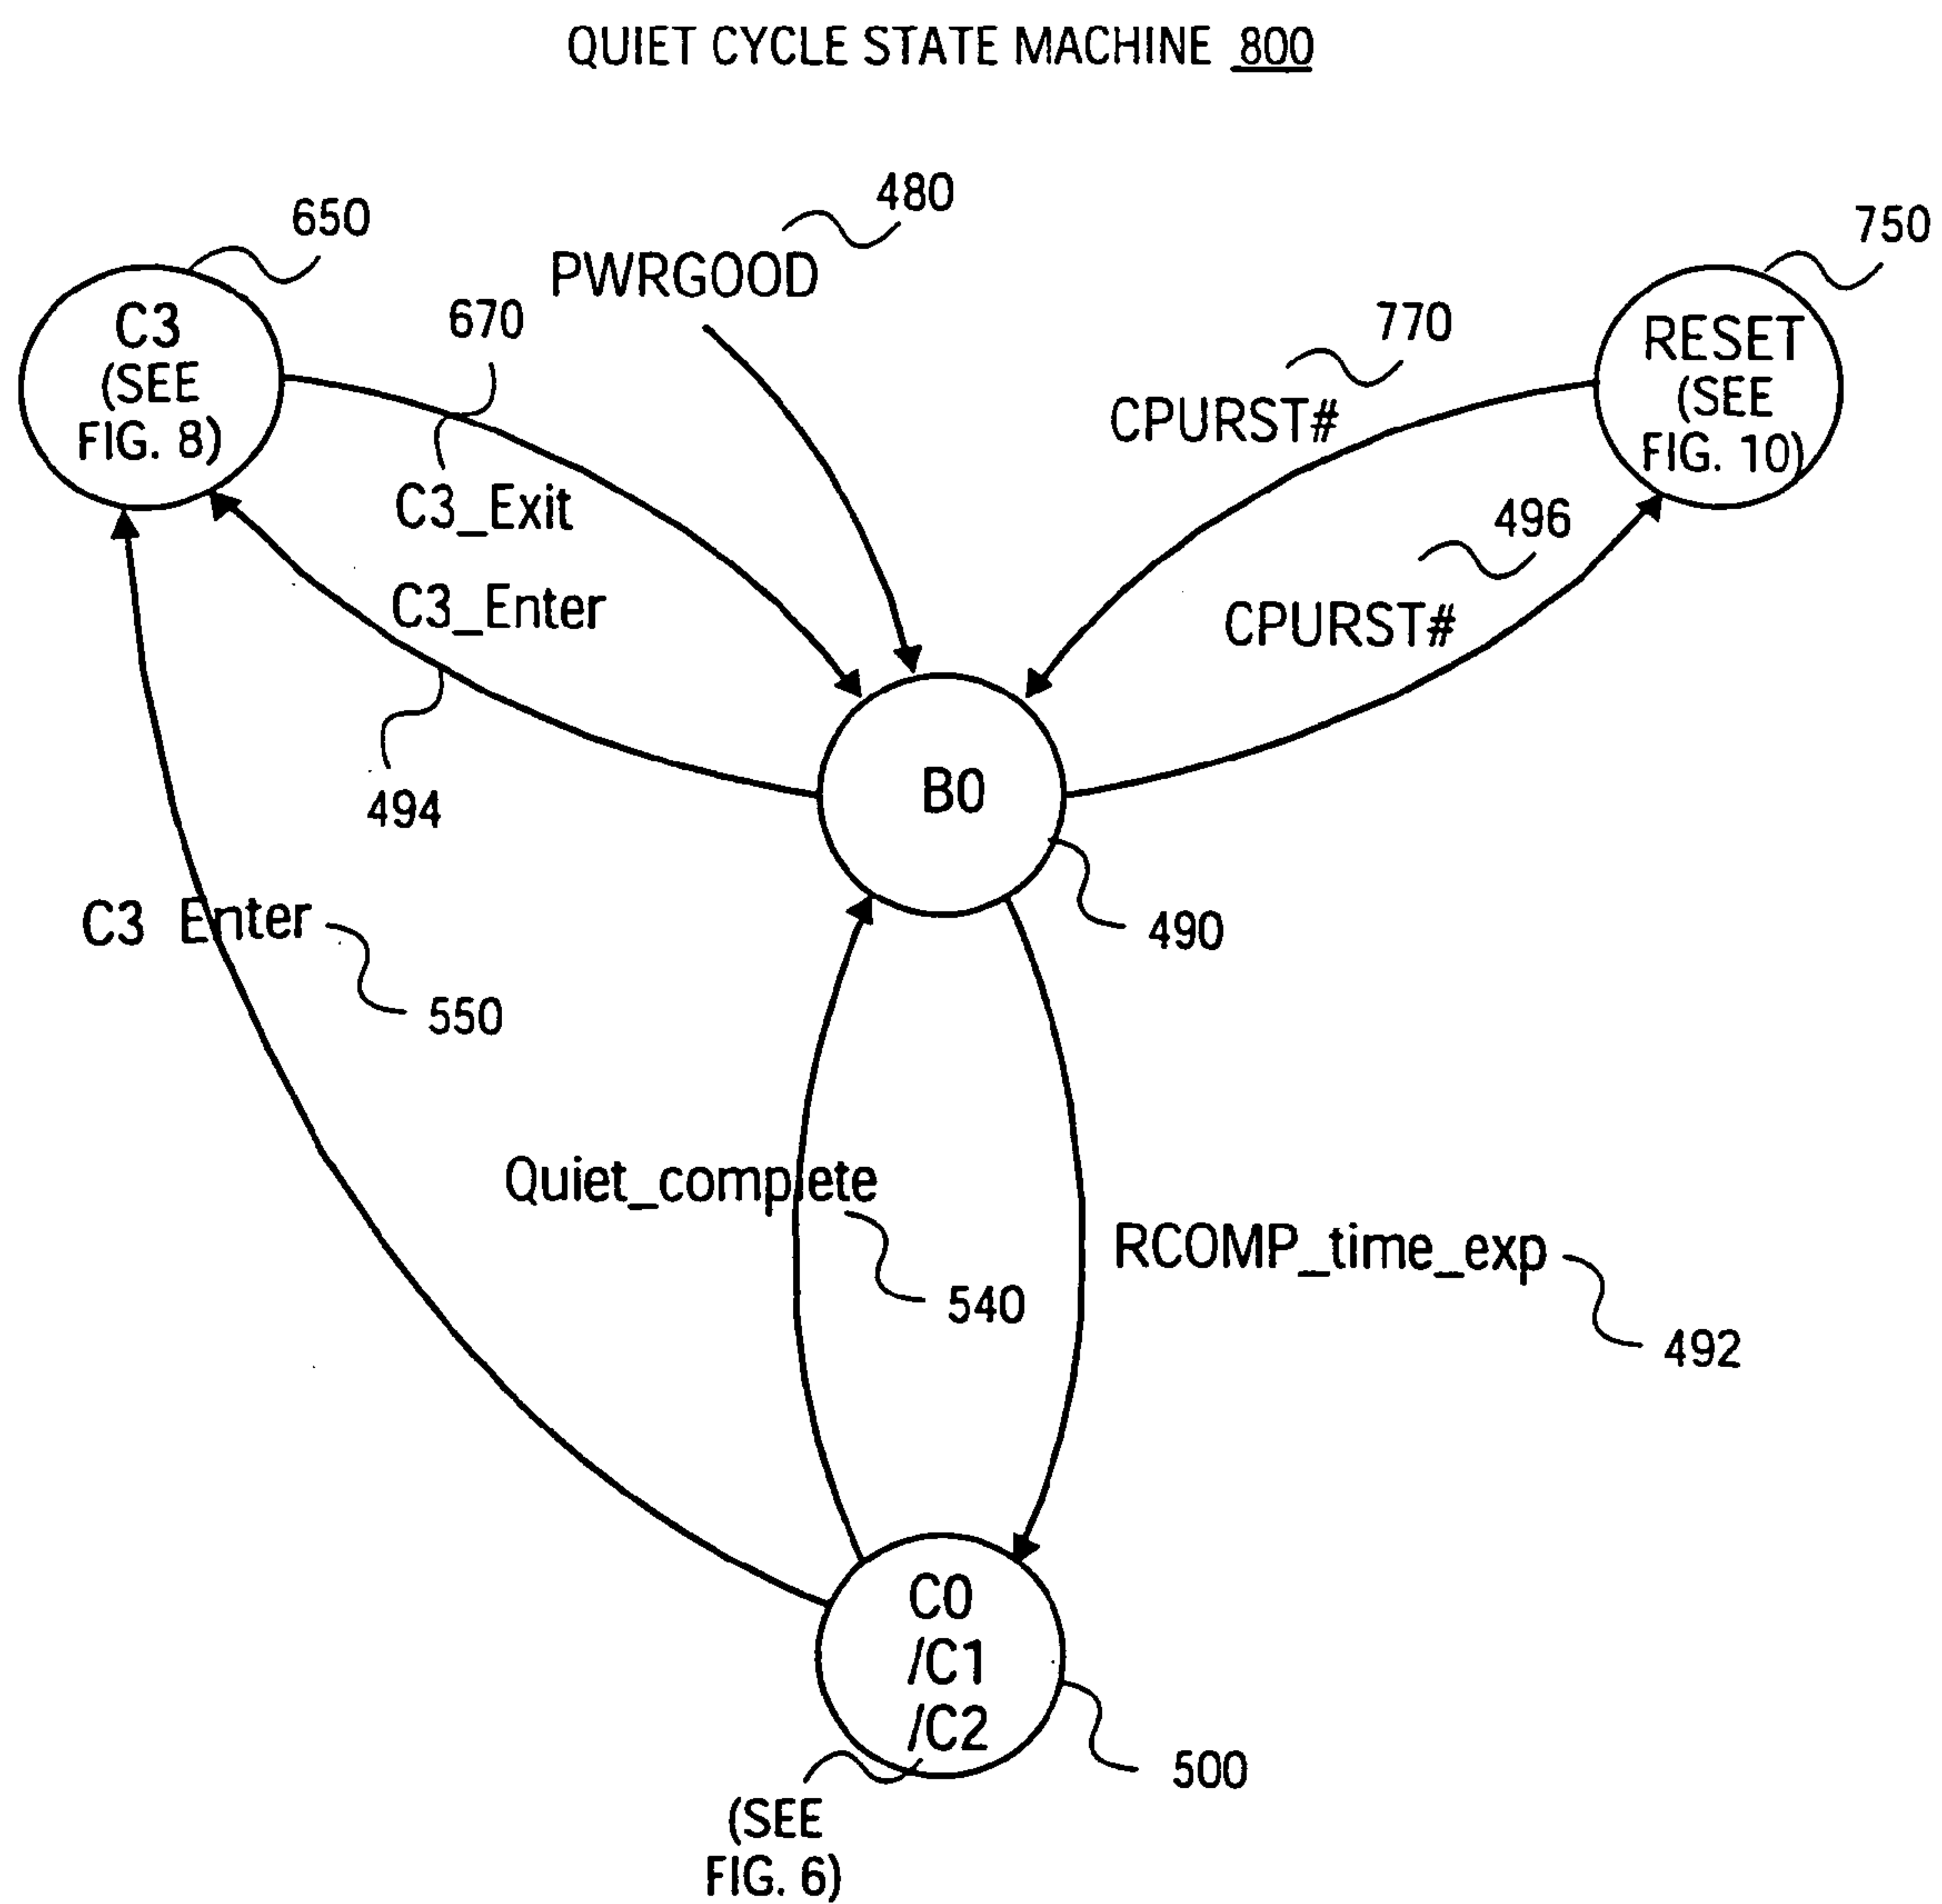 QUIET CYCLE STATE MACHINE 800
480
650
750
PWRGOOD
670
770
C3
(SEE
FIG. 8)
RESET
(SEE
FIG. 10)
CPURST#
C3_Exit
496
C3_Enter
CPURST#
B0
494
C3 Enter
490
550
Quiet_complete
RCOMP_time_exp
540
492
C0
/C1
/C2
500
(SEE
FIG. 6)